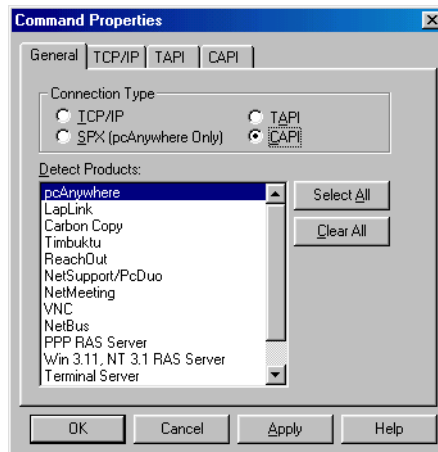 Command Properties
General TCP/IP TAPI CAPI
Connection Type
TCP/IP TAPI
SPX (pcAnywhere Only) CAPI
Detect Products:
pcAnywhere Select All
LapLink
Carbon Copy Clear All
Timbuktu
ReachOut
NetSupport/PcDuo
NetMeeting
VNC
NetBus
PPP RAS Server
Win 3.11, NT 3.1 RAS Server
Terminal Server
OK Cancel Apply Help